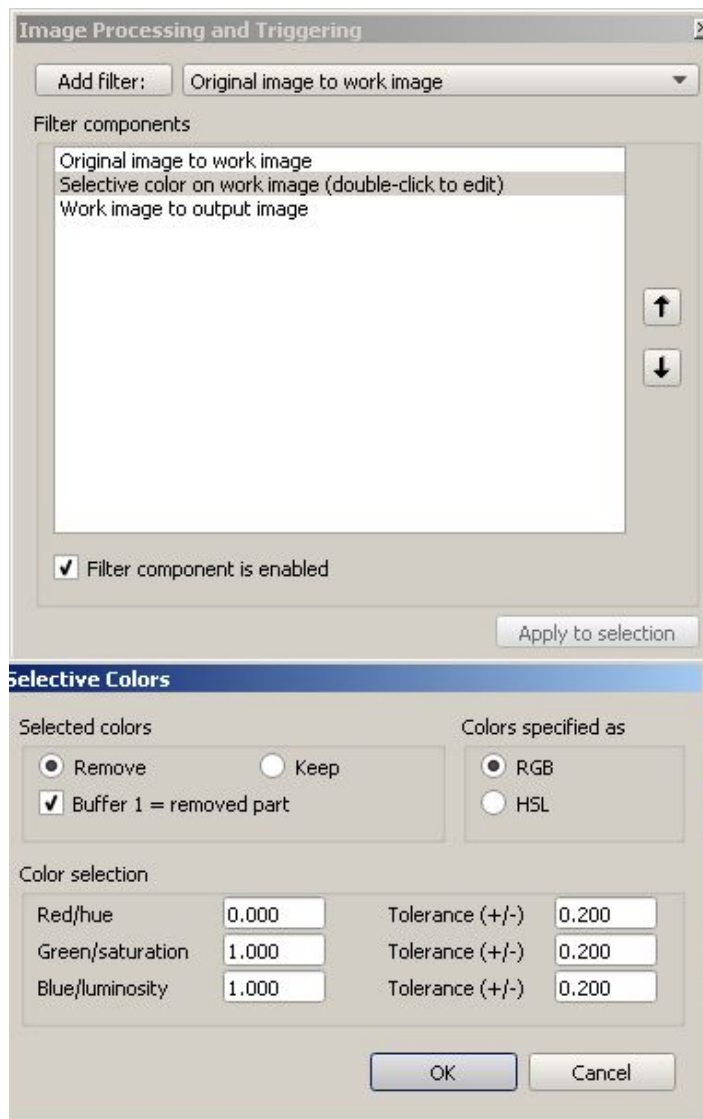 Image Processing and Triggering
Add filter: Original image to work image
Filter components
Original image to work image
Selective color on work image (double-click to edit)
Work image to output image
Filter component is enabled
Apply to selection
Selective Colors
Selected colors Colors specified as
Remove Keep RGB
Buffer 1 = removed part HSL
Color selection
Red/hue 0.000 Tolerance (+/-) 0.200
Green/saturation 1.000 Tolerance (+/-) 0.200
Blue/luminosity 1.000 Tolerance (+/-) 0.200
OK Cancel